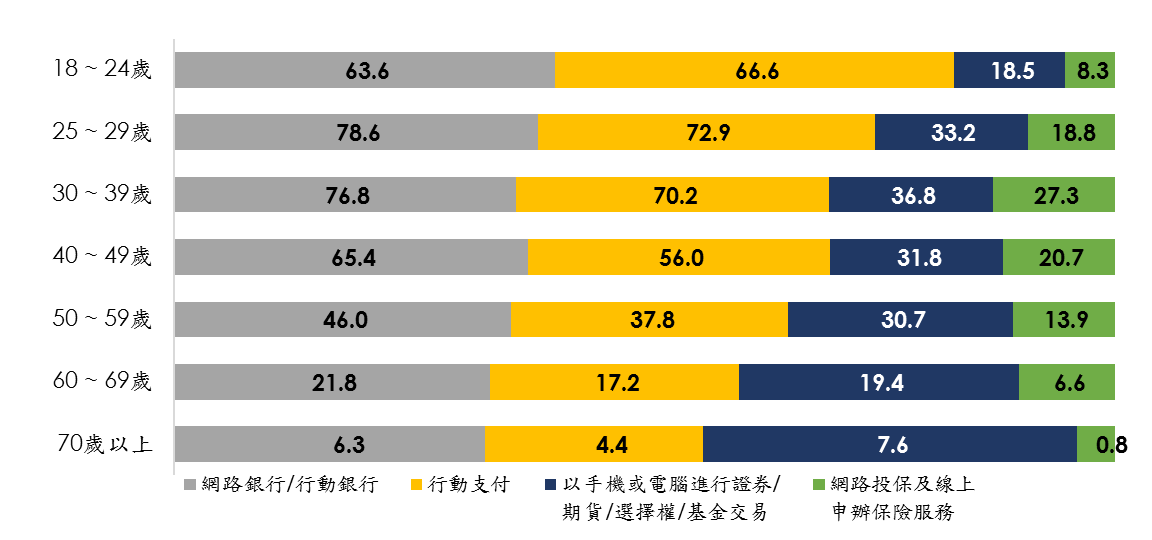 18～24歲 63.6 66.6 18.5 8.3
25～29歲 78.6 72.9 33.2 18.8
30～39歲 76.8 70.2 36.8 27.3
40～49歲 65.4 56.0 31.8 20.7
50～59歲 46.0 37.8 30.7 13.9
60～69歲 21.8 17.2 19.4 6.6
70歲以上 6.3 4.4 7.6 0.8
網路銀行/行動銀行 行動支付 以手機或電腦進行證券/ 網路投保及線上
期貨/選擇權/基金交易 申辦保險服務